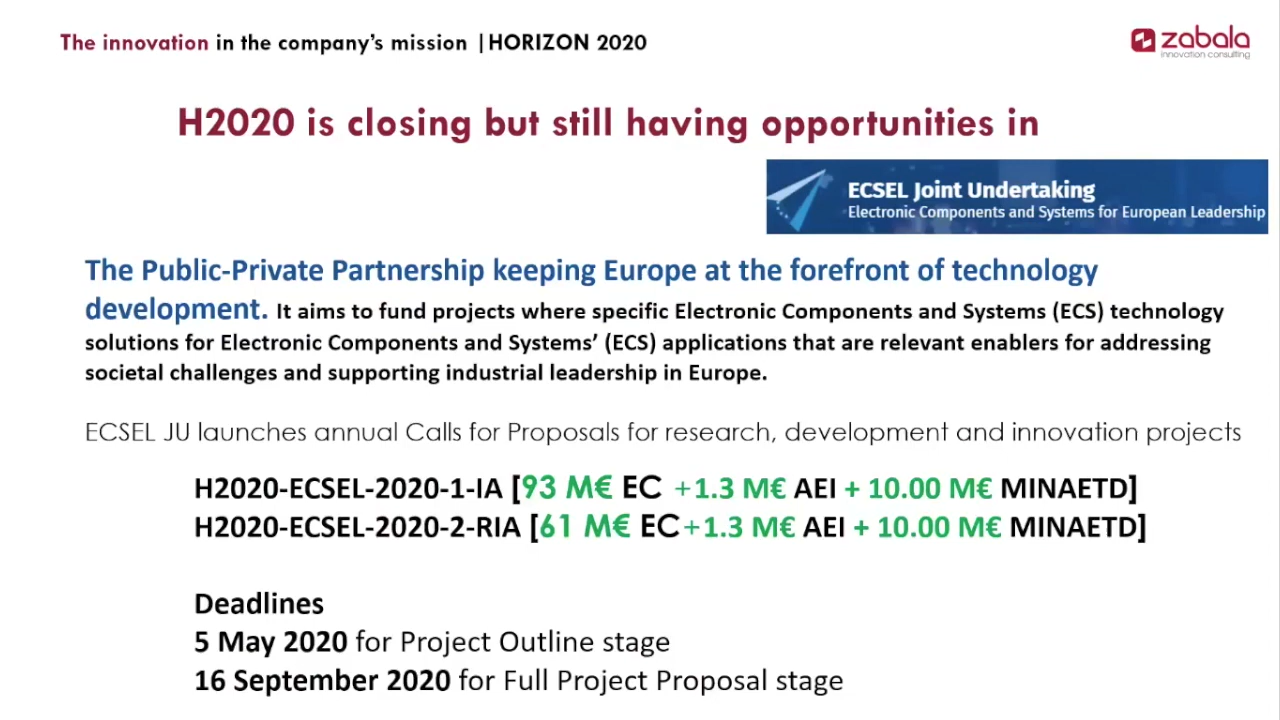 The innovation in the company's mission | HORIZON 2020
zabala
innovation consulting
H2020 is closing but still having opportunities in
ECSEL Joint Undertaking
Electronic Components and Systems for European Leadership
The Public-Private Partnership keeping Europe at the forefront of technology
development. It aims to fund projects where specific Electronic Components and Systems (ECS) technology
solutions for Electronic Components and Systems' (ECS) applications that are relevant enablers for addressing
societal challenges and supporting industrial leadership in Europe.
ECSEL JU launches annual Calls for Proposals for research, development and innovation projects
H2020-ECSEL-2020-1-IA [93 M€ EC +1.3 M€ AEI + 10.00 M€ MINAETD]
H2020-ECSEL-2020-2-RIA [61 M€ EC+1.3 M€ AEI + 10.00 M€ MINAETD]
Deadlines
5 May 2020 for Project Outline stage
16 September 2020 for Full Project Proposal stage